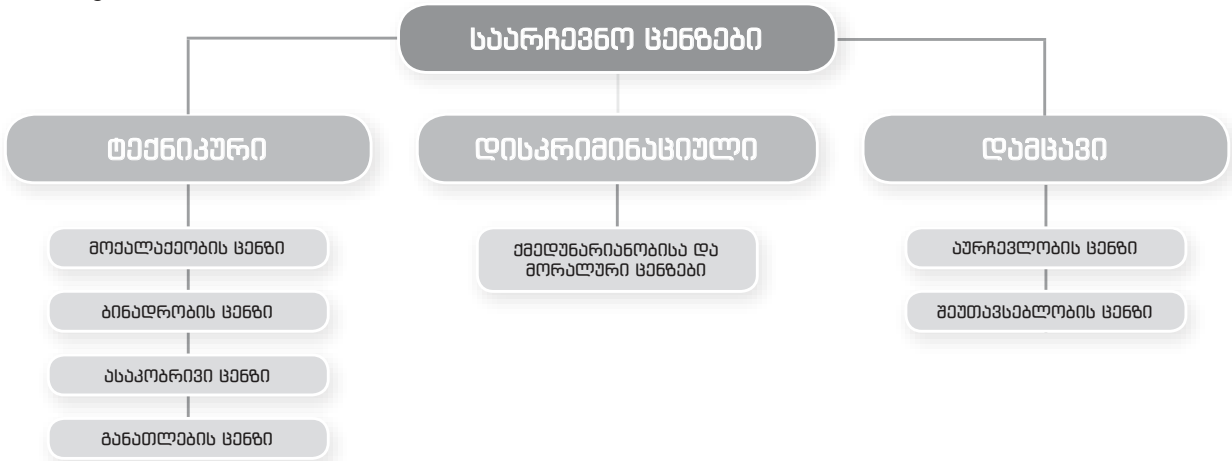 საარჩევნო ცენზები
ტექნიკური
დისკრიმინაციული
დამცავი
მოქალაქეობის ცენზი
ბინადრობის ცენზი
ასაკობრივი ცენზი
განათლების ცენზი
ქმედუნარიანობისა და
მორალური ცენზები
აურჩევლობის ცენზი
შეუთავსებლობის ცენზი